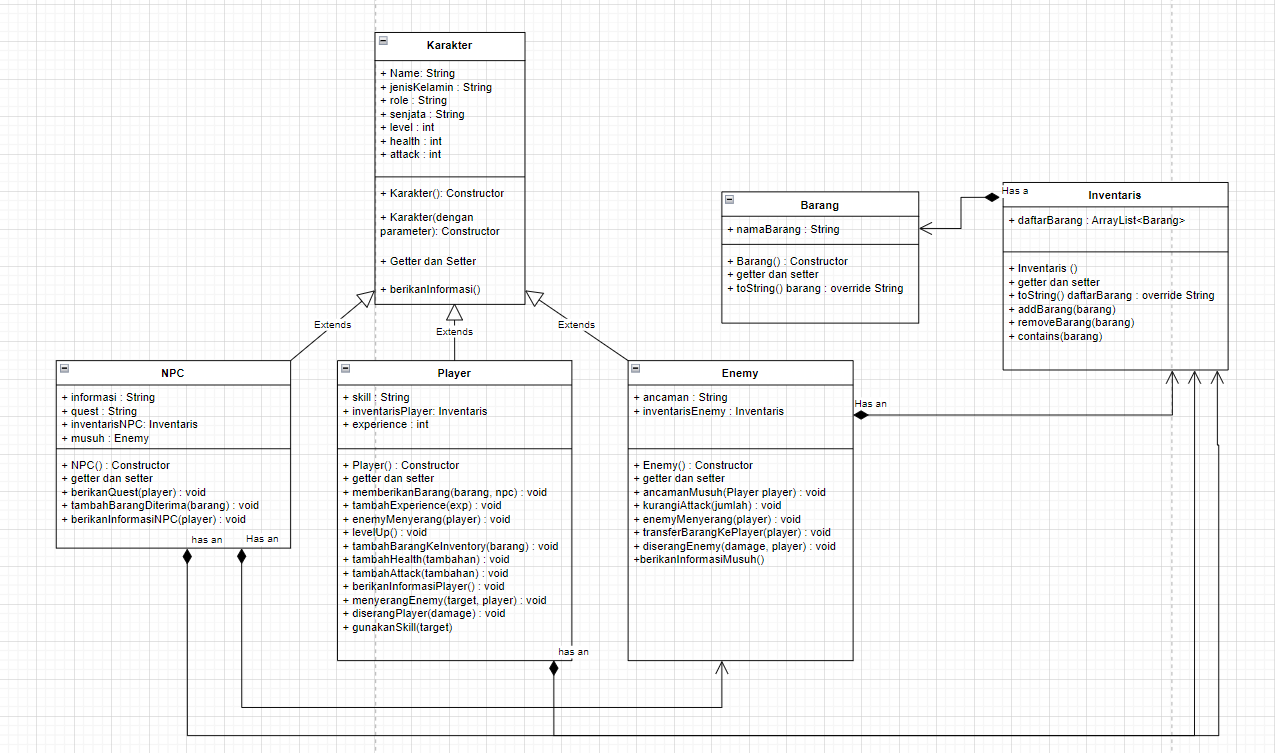 Karakter
+ Name: String
+ jenisKelamin : String
+ role : String
+ senjata : String
+ level : int
+ health : int
+ attack : int
+ Karakter(): Constructor
+ Karakter(dengan
parameter): Constructor
+ Getter dan Setter
+ berikanInformasi()
Barang
+ namaBarang : String
+ Barang() : Constructor
+ getter dan setter
+ toString() barang : override String
Has a
Inventaris
+ daftarBarang : ArrayList<Barang>
+ Inventaris ()
+ getter dan setter
+ toString() daftarBarang : override String
+ addBarang(barang)
+ removeBarang(barang)
+ contains(barang)
Extends
Extends
Extends
NPC
+ informasi : String
+ quest : String
+ inventarisNPC: Inventaris
+ musuh : Enemy
+ NPC() : Constructor
+ getter dan setter
+ berikanQuest(player) : void
+ tambahBarangDiterima(barang) : void
+ berikanInformasiNPC(player) : void
has an
Has an
Player
+ skill : String
+ inventarisPlayer: Inventaris
+ experience : int
+ Player() : Constructor
+ getter dan setter
+ memberikanBarang(barang, npc) : void
+ tambahExperience(exp) : void
+ enemyMenyerang(player) : void
+ levelUp() : void
+ tambahBarangKeInventory(barang) : void
+ tambahHealth(tambahan) : void
+ tambahAttack(tambahan) : void
+ berikanInformasiPlayer() : void
+ menyerangEnemy(target, player) : void
+ diserangPlayer(damage) : void
+ gunakanSkill(target)
has an
Enemy
+ ancaman : String
+ inventarisEnemy : Inventaris
+ Enemy() : Constructor
+ getter dan setter
+ ancamanMusuh(Player player) : void
+ kurangiAttack(jumlah) : void
+ enemyMenyerang(player) : void
+ transferBarangKePlayer(player) : void
+ diserangEnemy(damage, player) : void
+berikanInformasiMusuh()
Has an